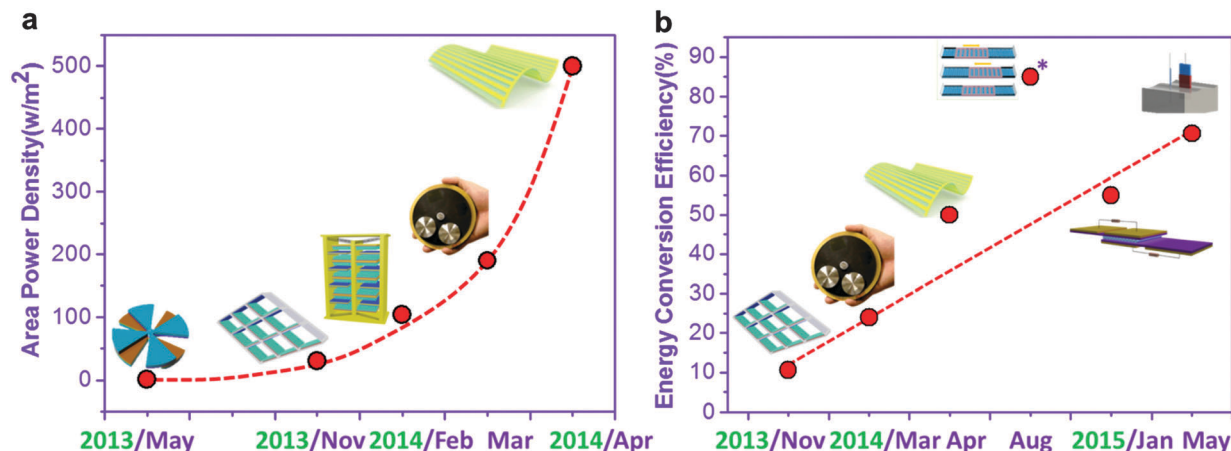 a
Area Power Density(w/m²)
500
400
300
200
100
0
2013/May 2013/Nov 2014/Feb Mar 2014/Apr
b
Energy Conversion Efficiency(%)
90
80
70
60
50
40
30
20
10
0
*
2013/Nov 2014/Mar Apr Aug 2015/Jan May